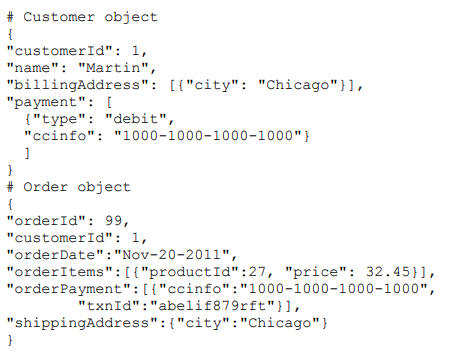 # Customer object
{
"customerId": 1,
"name": "Martin",
"billingAddress": [{"city": "Chicago"}],
"payment": [
{"type": "debit",
"ccinfo": "1000-1000-1000-1000"}
]
}
# Order object
{
"orderId": 99,
"customerId": 1,
"orderDate":"Nov-20-2011",
"orderItems":[{"productId":27, "price": 32.45}],
"orderPayment":[{"ccinfo":"1000-1000-1000-1000",
"txnId":"abelif879rft"}],
"shippingAddress":{"city":"Chicago"}
}